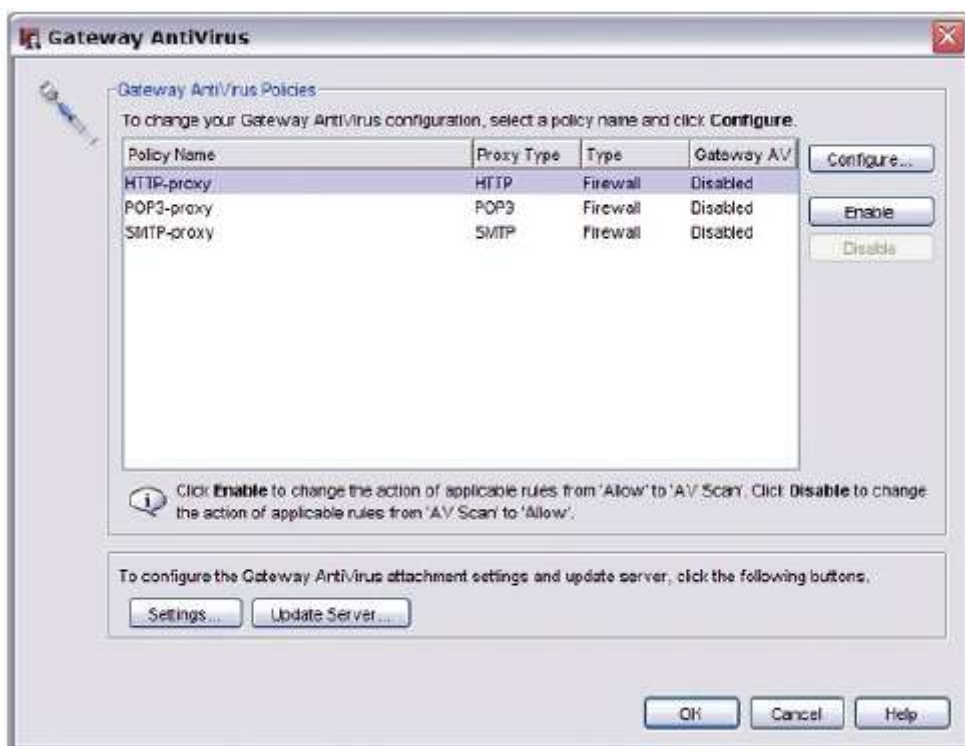 Gateway AntiVirus
Gateway AntiVirus Policies
To change your Gateway AntiVirus configuration, select a policy name and click Configure.
Policy Name Proxy Type Type Gateway AV
HTTP-proxy HTTP Firewall Disabled
POP3-proxy POP3 Firewall Disabled
SMTP-proxy SMTP Firewall Disabled
Configure...
Enable
Disable
Click Enable to change the action of applicable rules from 'Allow' to 'AV Scan'. Click Disable to change
the action of applicable rules from 'AV Scan' to 'Allow'.
To configure the Gateway AntiVirus attachment settings and update server, click the following buttons.
Settings... Update Server...
OK Cancel Help